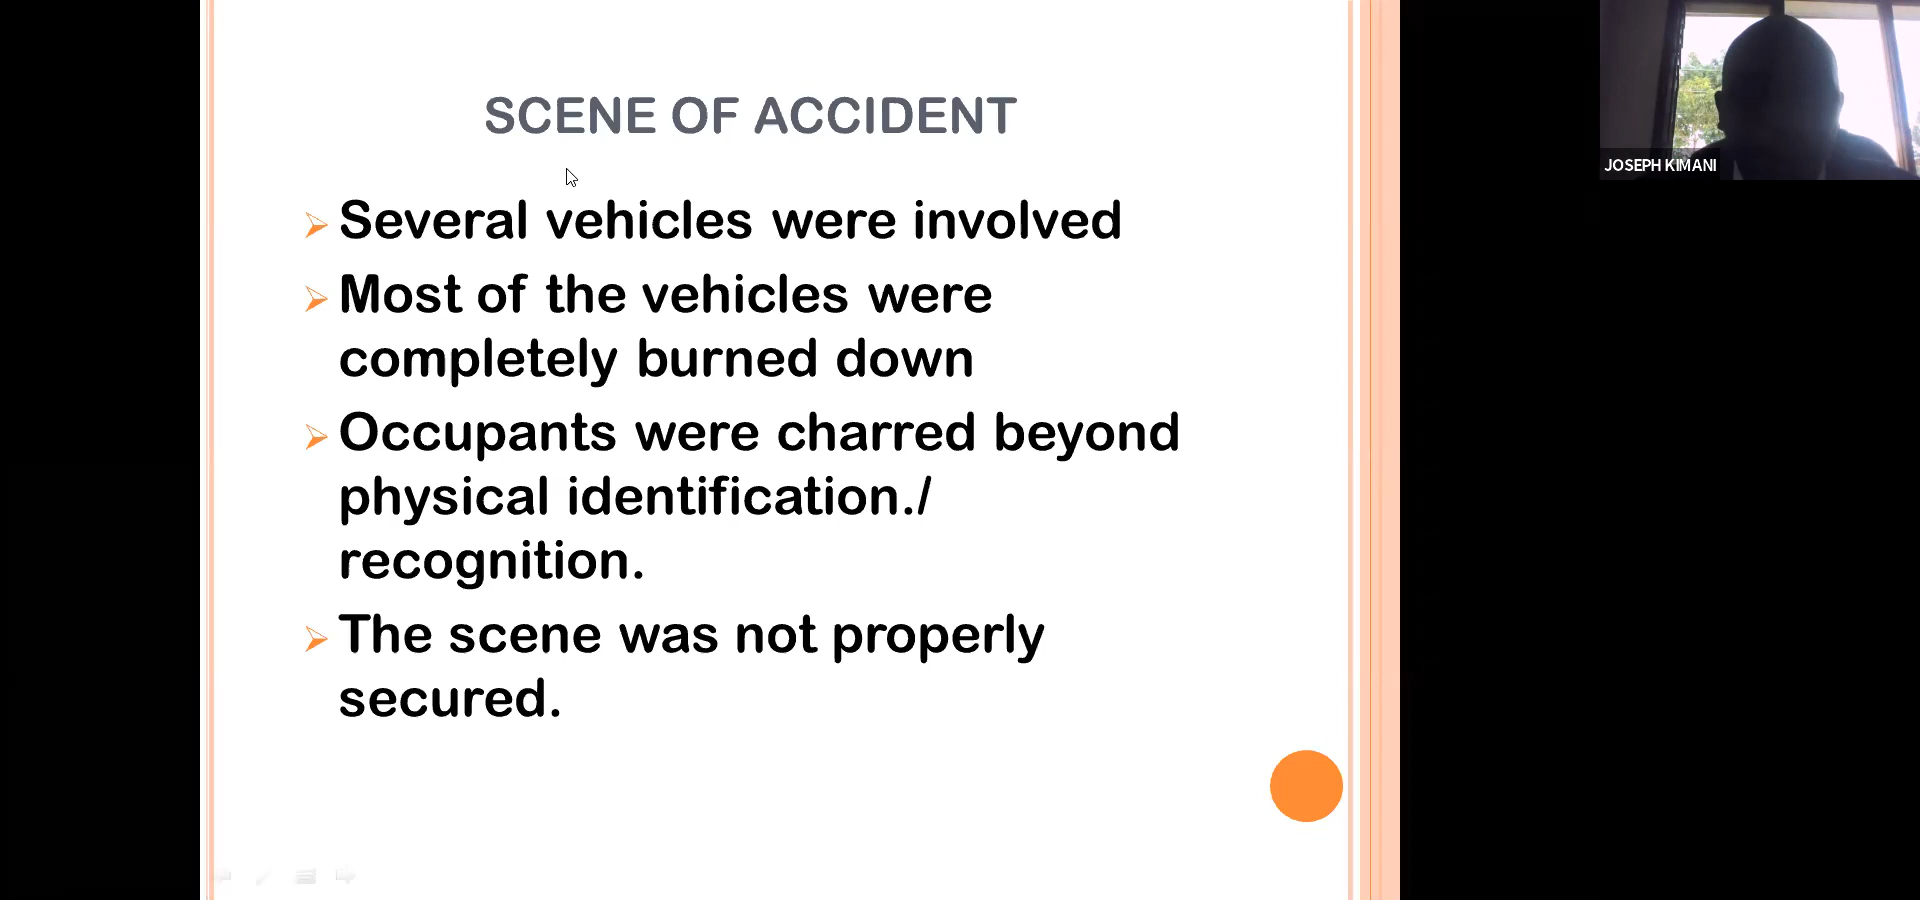 SCENE OF ACCIDENT
Several vehicles were involved
Most of the vehicles were
completely burned down
Occupants were charred beyond
physical identification./
recognition.
The scene was not properly
secured.
JOSEPH KIMANI